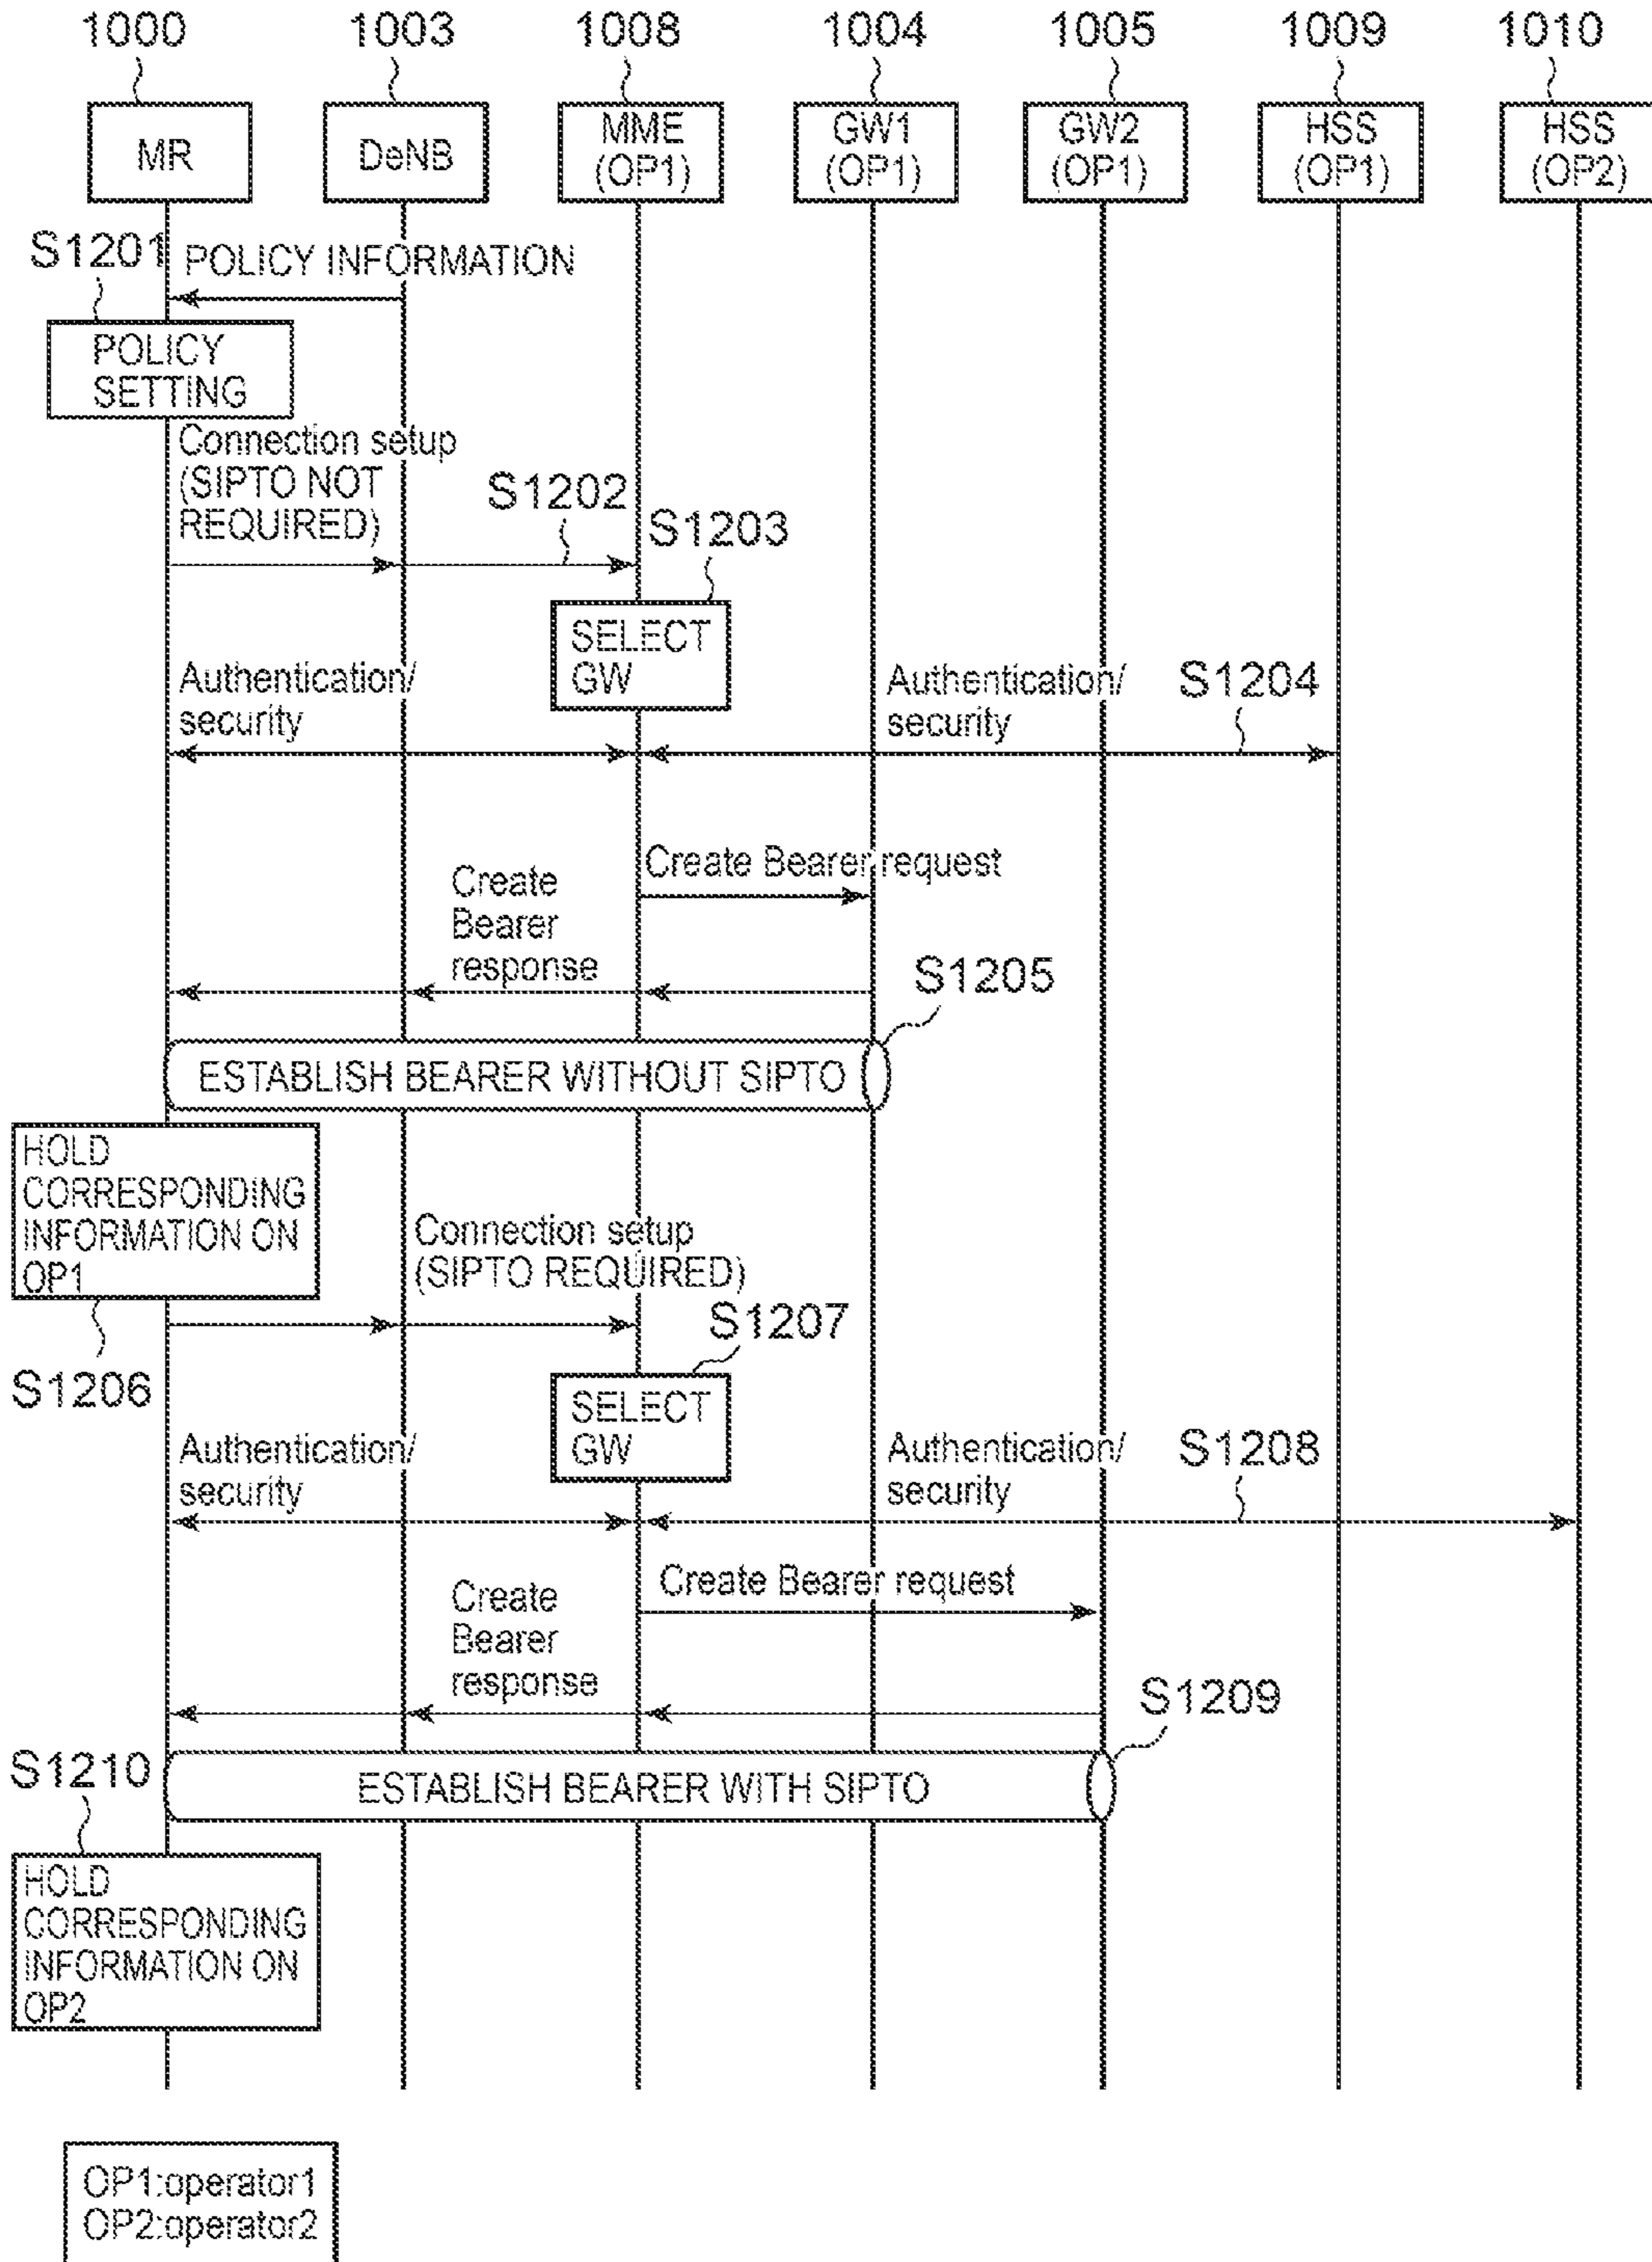 1000 1003 1008 1004 1005 1009 1010
MR DeNB MME GW1 GW2 HSS HSS
(OP1) (OP1) (OP1) (OP1) (OP2)
S1201 POLICY INFORMATION
POLICY
SETTING
Connection setup
(SIPTO NOT
REQUIRED)
S1202
S1203
SELECT
GW
Authentication/
security
Authentication/
security
S1204
Create Bearer request
Create
Bearer
response
S1205
ESTABLISH BEARER WITHOUT SIPTO
HOLD
CORRESPONDING
INFORMATION ON
OP1
S1206
Connection setup
(SIPTO REQUIRED)
S1207
SELECT
GW
Authentication/
security
Authentication/
security
S1208
Create Bearer request
Create
Bearer
response
S1209
ESTABLISH BEARER WITH SIPTO
S1210
HOLD
CORRESPONDING
INFORMATION ON
OP2
OP1:operator1
OP2:operator2